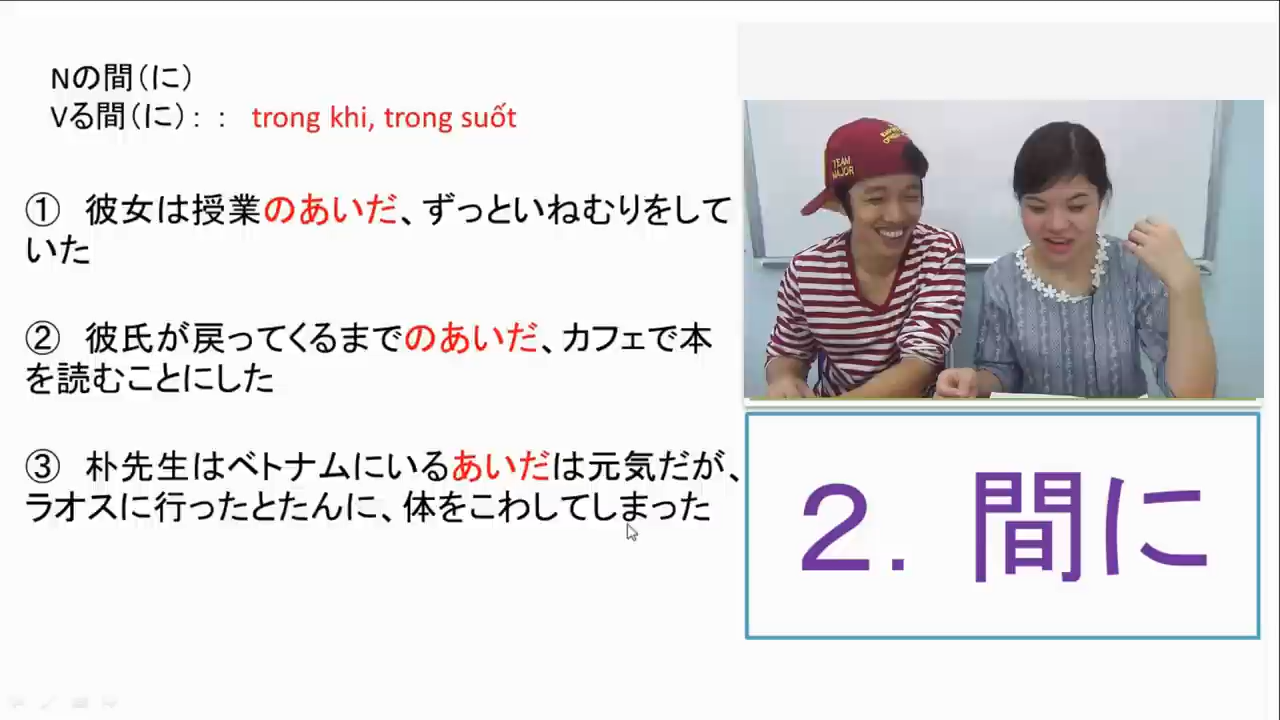 Nの間（に）
Vる間（に）：： trong khi, trong suốt
① 彼女は授業のあいだ、ずっといねむりをして
いた
② 彼氏が戻ってくるまでのあいだ、カフェで本
を読むことにした
③ 朴先生はベトナムにいるあいだは元気だが、
ラオスに行ったとたんに、体をこわしてしまった
TEAM
MAJOR
２．間に